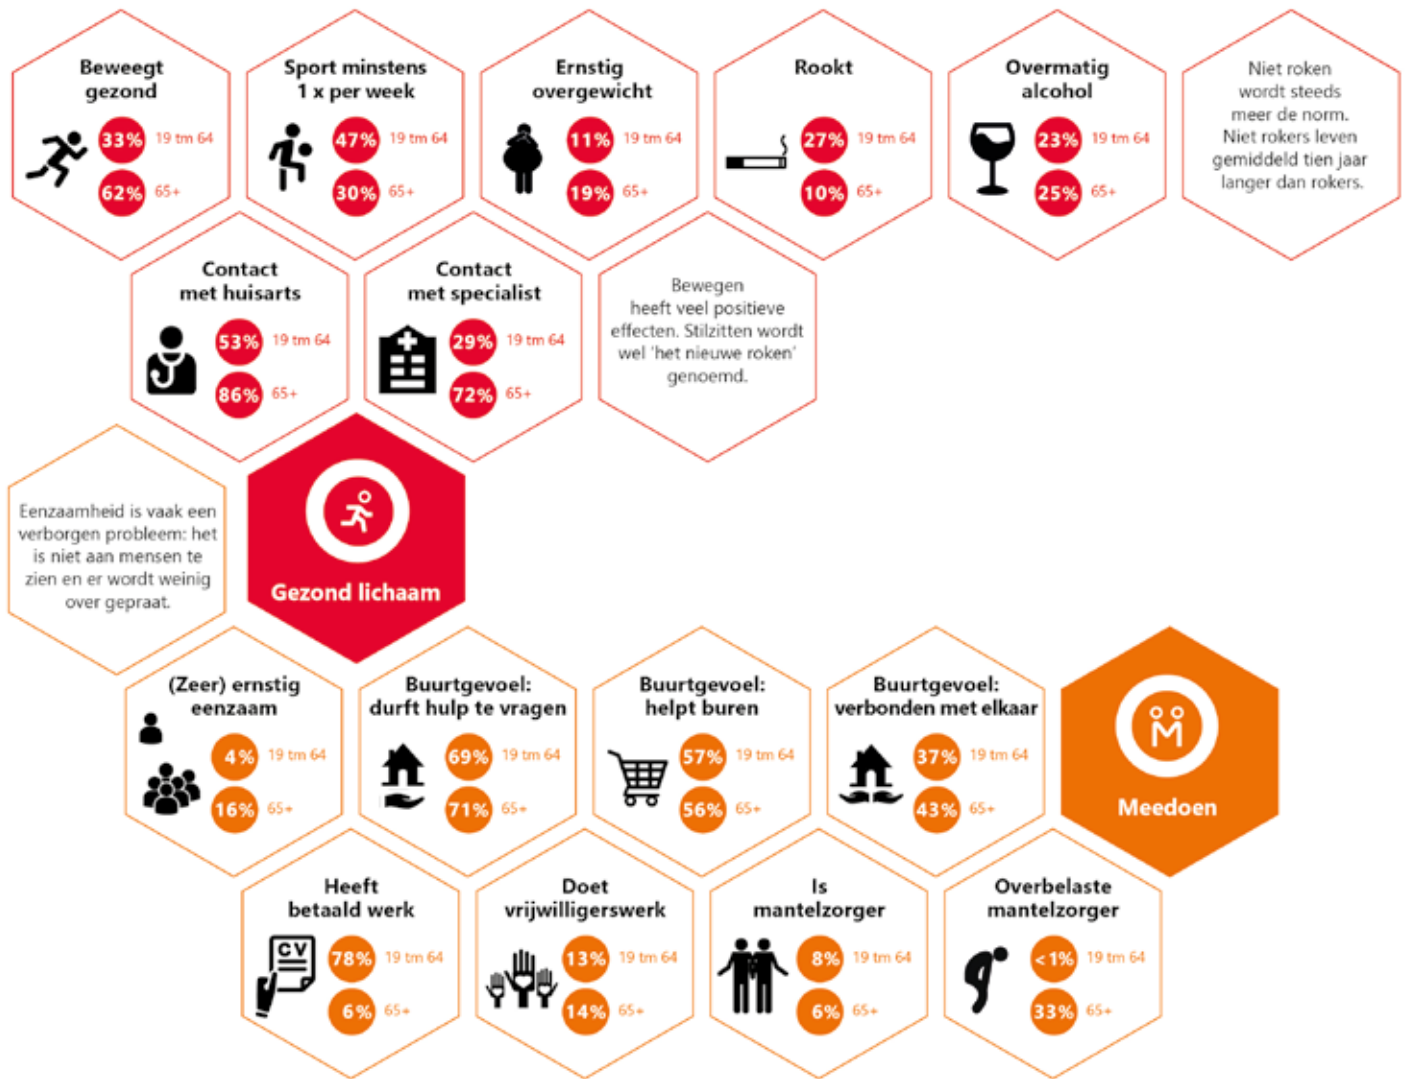 Beweegt
gezond
33% 19 tm 64
62% 65+
Sport minstens
1 x per week
47% 19 tm 64
30% 65+
Ernstig
overgewicht
11% 19 tm 64
19% 65+
Rookt
27% 19 tm 64
10% 65+
Overmatig
alcohol
23% 19 tm 64
25% 65+
Niet roken
wordt steeds
meer de norm.
Niet rokers leven
gemiddeld tien jaar
langer dan rokers.
Contact
met huisarts
53% 19 tm 64
86% 65+
Contact
met specialist
29% 19 tm 64
72% 65+
Bewegen
heeft veel positieve
effecten. Stilzitten wordt
wel 'het nieuwe roken'
genoemd.
Eenzaamheid is vaak een
verborgen probleem: het
is niet aan mensen te
zien en er wordt weinig
over gepraat.
Gezond lichaam
(Zeer) ernstig
eenzaam
4% 19 tm 64
16% 65+
Buurtgevoel:
durft hulp te vragen
69% 19 tm 64
71% 65+
Buurtgevoel:
helpt buren
57% 19 tm 64
56% 65+
Buurtgevoel:
verbonden met elkaar
37% 19 tm 64
43% 65+
Meedoen
Heeft
betaald werk
CV
78% 19 tm 64
6% 65+
Doet
vrijwilligerswerk
13% 19 tm 64
14% 65+
Is
mantelzorger
8% 19 tm 64
6% 65+
Overbelaste
mantelzorger
<1% 19 tm 64
33% 65+